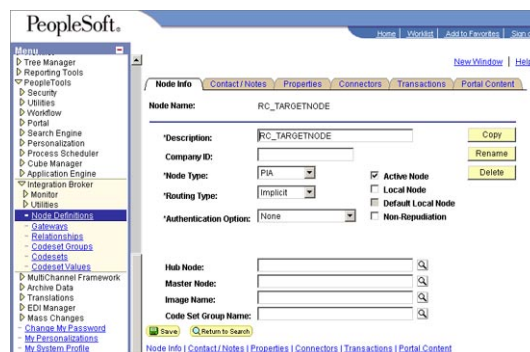 PeopleSoft.
Home | Worklist | Add to Favorites | Sign
Menu
Tree Manager
Reporting Tools
PeopleTools
Security
Utilities
Workflow
Portal
Search Engine
Personalization
Process Scheduler
Cube Manager
Application Engine
Integration Broker
Monitor
Utilities
- Node Definitions
- Gateways
- Relationships
- Codeset Groups
- Codesets
- Codeset Values
MultiChannel Framework
Archive Data
Translations
EDI Manager
Mass Changes
- Change My Password
- My Personalizations
- My System Profile
New Window | Help
Node Info Contact / Notes Properties Connectors Transactions Portal Content
Node Name: RC_TARGETNODE
*Description: RC_TARGETNODE Copy
Company ID: Rename
*Node Type: PIA Active Node Delete
*Routing Type: Implicit Local Node
Default Local Node
*Authentication Option: None Non-Repudiation
Hub Node:
Master Node:
Image Name:
Code Set Group Name:
Save Return to Search
Node Info | Contact / Notes | Properties | Connectors | Transactions | Portal Content